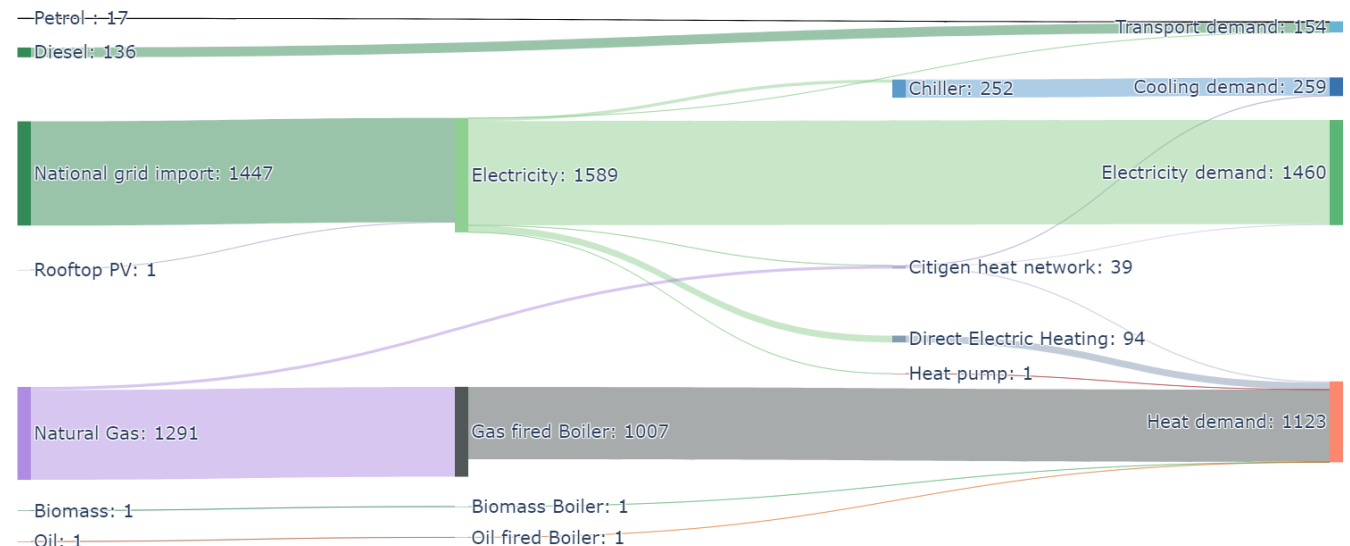 Petrol : 17
Transport demand: 154
Diesel: 136
Chiller: 252
Cooling demand: 259
National grid import: 1447
Electricity: 1589
Electricity demand: 1460
Rooftop PV: 1
Citigen heat network: 39
Direct Electric Heating: 94
Heat pump: 1
Natural Gas: 1291
Gas fired Boiler: 1007
Heat demand: 1123
Biomass: 1
Biomass Boiler: 1
Oil: 1
Oil fired Boiler: 1